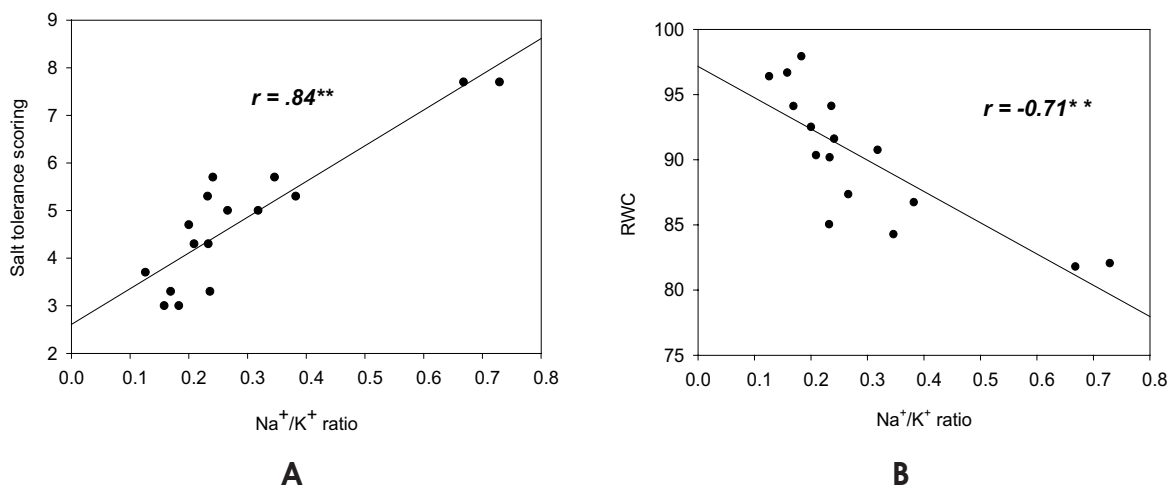 9
8
7
6
5
4
3
2
Salt tolerance scoring
r = .84**
0.0 0.1 0.2 0.3 0.4 0.5 0.6 0.7 0.8
Na⁺/K⁺ ratio
A
100
95
90
85
80
75
RWC
r = -0.71* *
0.0 0.1 0.2 0.3 0.4 0.5 0.6 0.7 0.8
Na⁺/K⁺ ratio
B